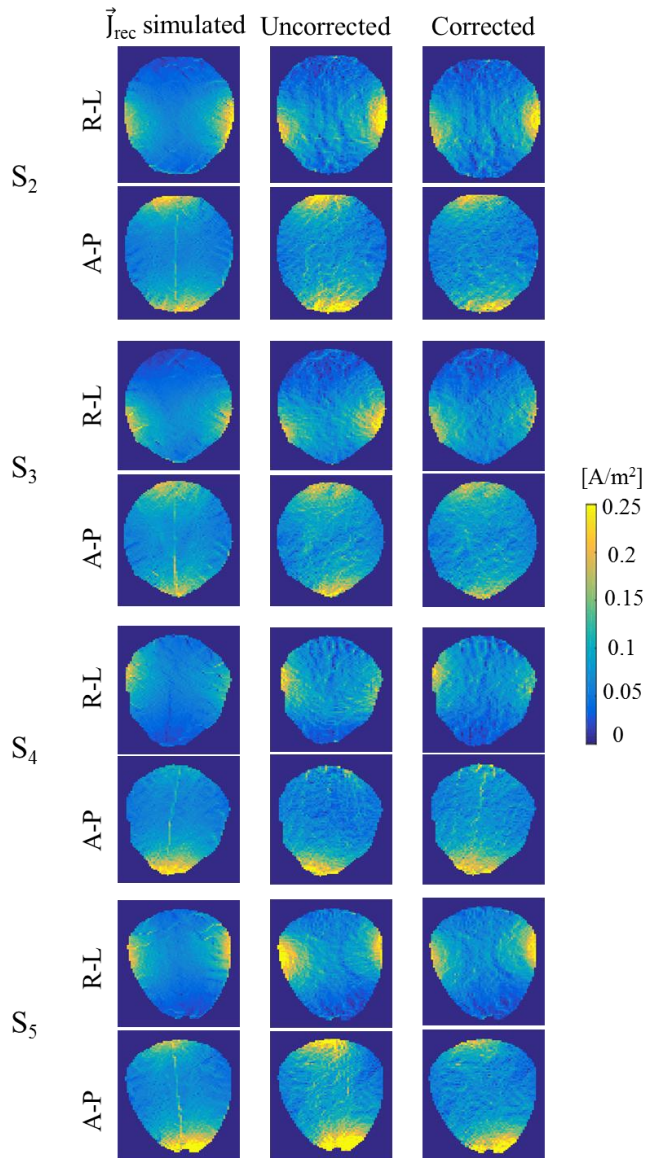 J⃗rec simulated Uncorrected Corrected
S2
R-L
A-P
S3
R-L
A-P
S4
R-L
A-P
S5
R-L
A-P
[A/m²]
0.25
0.2
0.15
0.1
0.05
0